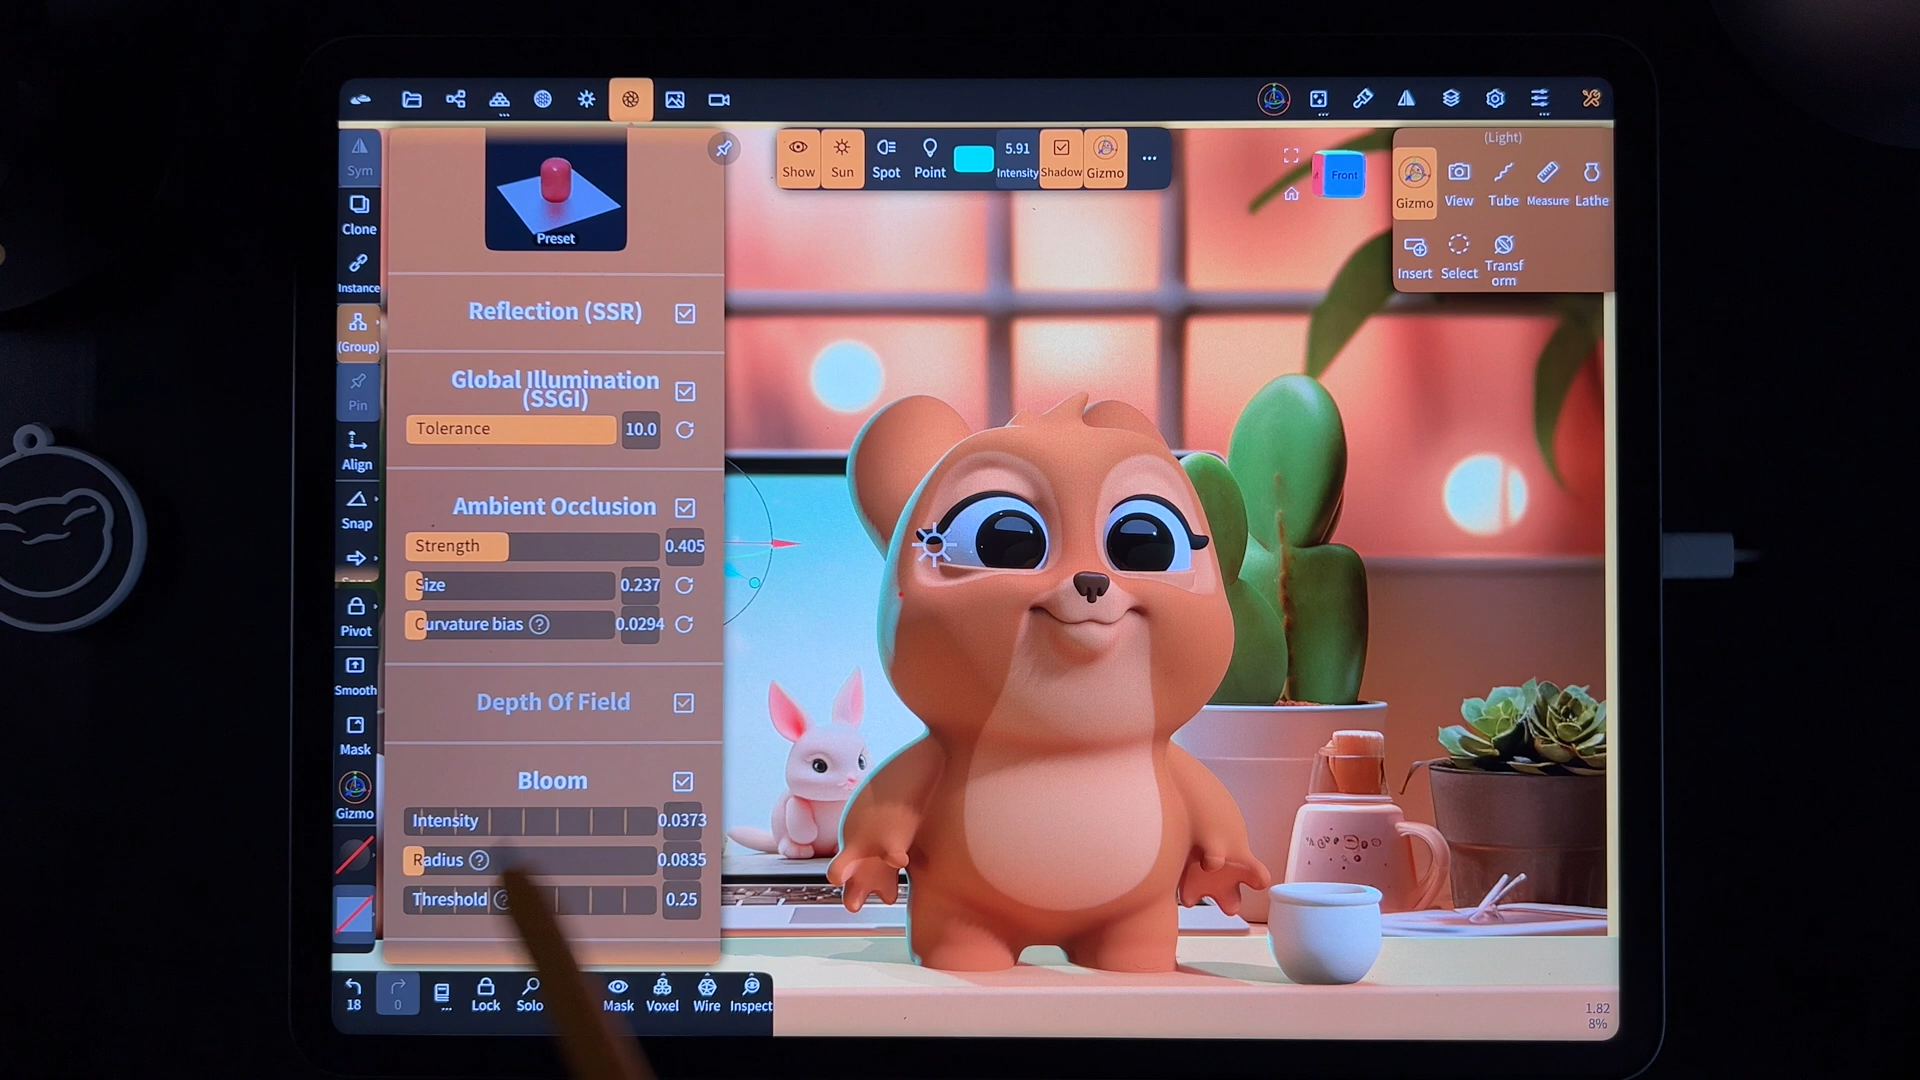 Sym
Clone
Instance
(Group)
Pin
Align
Snap
Pivot
Smooth
Mask
Gizmo
Preset
Reflection (SSR)
Global Illumination
(SSGI)
Tolerance 10.0
Ambient Occlusion
Strength 0.405
Size 0.237
Curvature bias ? 0.0294
Depth Of Field
Bloom
Intensity 0.0373
Radius ? 0.0835
Threshold ? 0.25
Show
Sun
Spot
Point
5.91
Intensity
Shadow
Gizmo
...
Front
(Light)
Gizmo
View
Tube
Measure
Lathe
Insert
Select
Transf
orm
18
0
...
Lock
Solo
Mask
Voxel
Wire
Inspect
1.82
8%